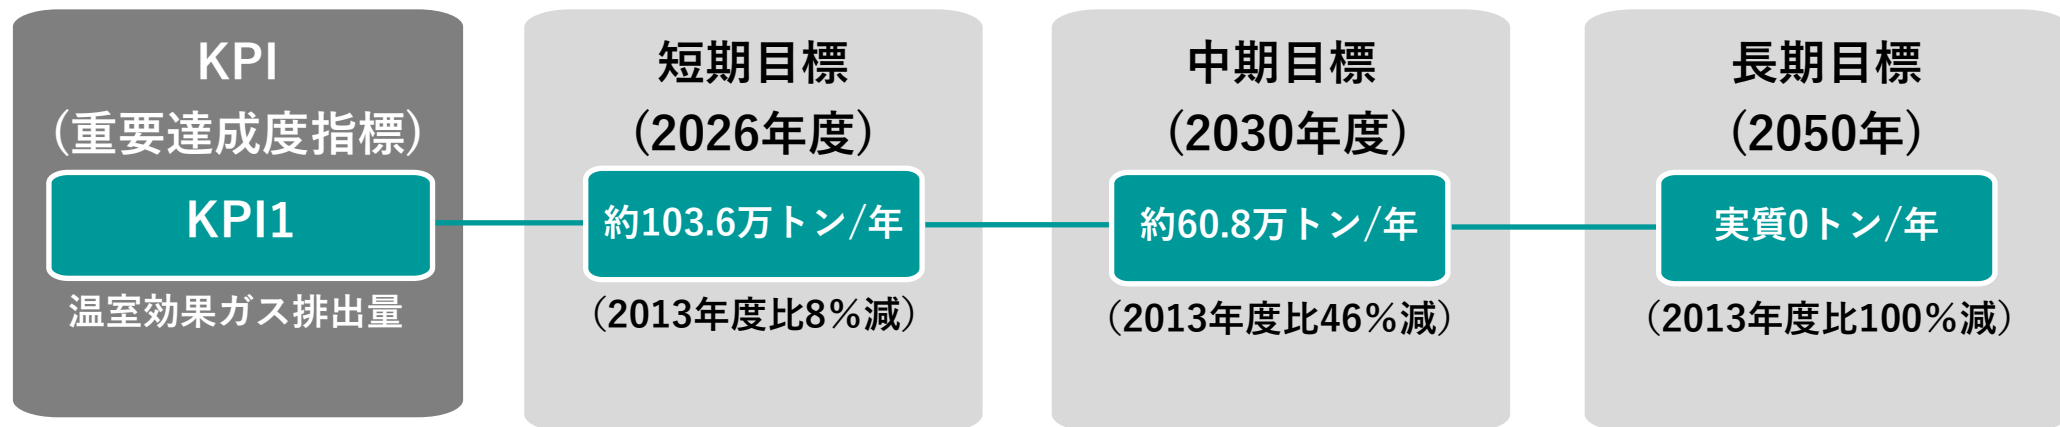 KPI
(重要達成度指標)
KPI1
温室効果ガス排出量
短期目標
(2026年度)
約103.6万トン/年
(2013年度比8%減)
中期目標
(2030年度)
約60.8万トン/年
(2013年度比46%減)
長期目標
(2050年)
実質0トン/年
(2013年度比100%減)